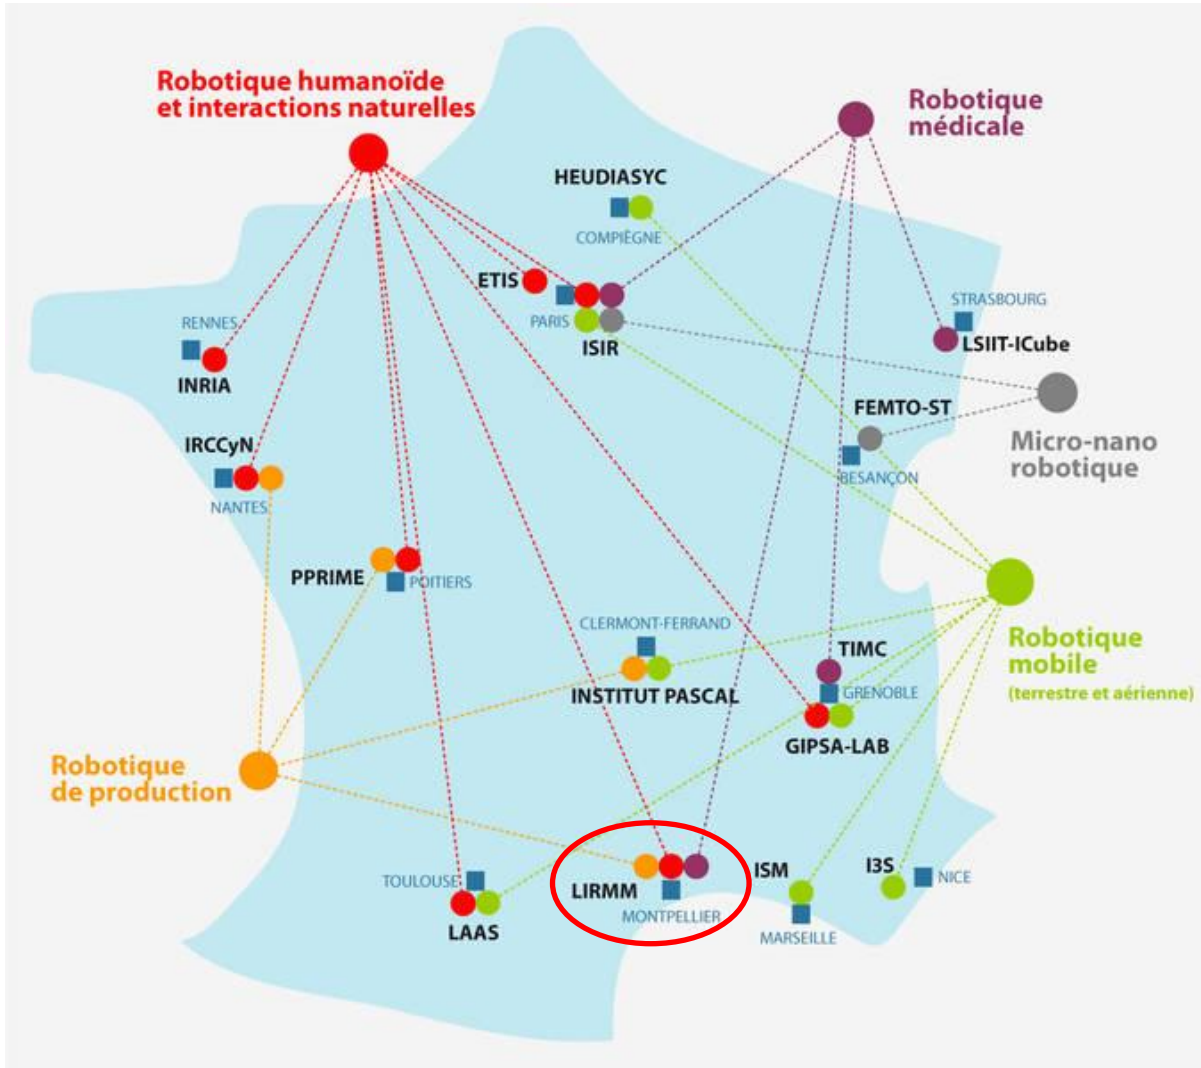 Robotique humanoïde
et interactions naturelles
Robotique
médicale
HEUDIASYC
COMPIÈGNE
ETIS
PARIS
ISIR
STRASBOURG
LSIIT-ICube
RENNES
INRIA
FEMTO-ST
BESANÇON
Micro-nano
robotique
IRCCyN
NANTES
PPRIME
POITIERS
CLERMONT-FERRAND
INSTITUT PASCAL
TIMC
GRENOBLE
GIPSA-LAB
Robotique
mobile
(terrestre et aérienne)
Robotique
de production
TOULOUSE
LAAS
LIRMM
MONTPELLIER
ISM
MARSEILLE
I3S
NICE